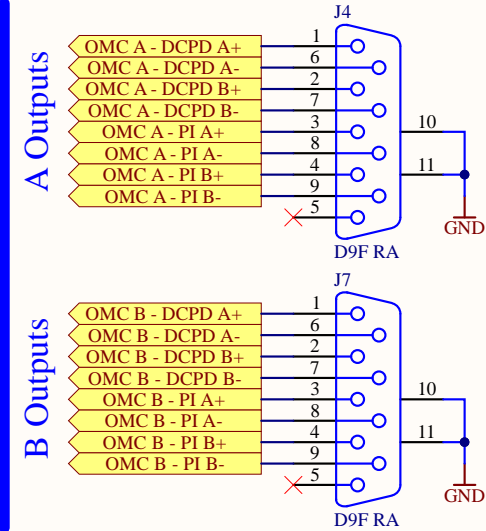 A Outputs
J4
OMC A - DCPD A+ 1
OMC A - DCPD A- 6
OMC A - DCPD B+ 2
OMC A - DCPD B- 7
OMC A - PI A+ 3
10
OMC A - PI A- 8
OMC A - PI B+ 4
11
OMC A - PI B- 9
5
GND
D9F RA
B Outputs
J7
OMC B - DCPD A+ 1
OMC B - DCPD A- 6
OMC B - DCPD B+ 2
OMC B - DCPD B- 7
OMC B - PI A+ 3
10
OMC B - PI A- 8
OMC B - PI B+ 4
11
OMC B - PI B- 9
5
GND
D9F RA